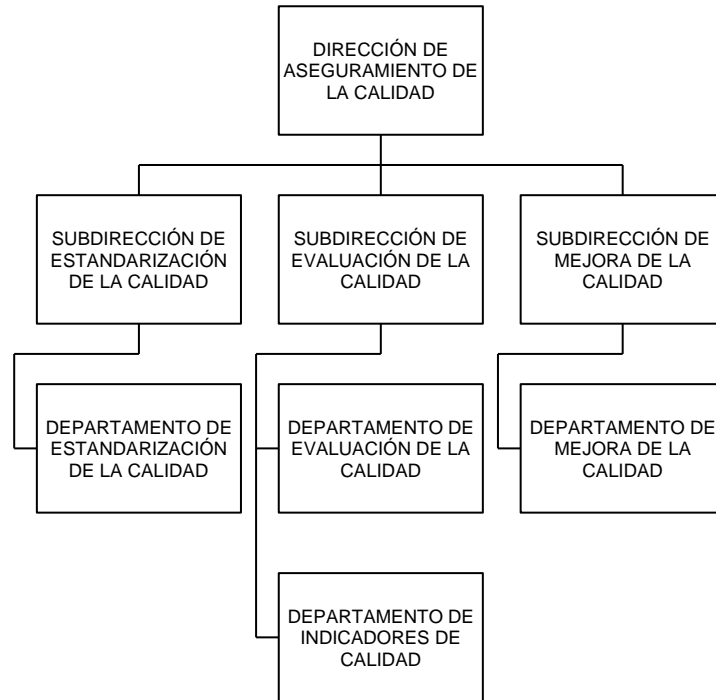 DIRECCIÓN DE
ASEGURAMIENTO DE
LA CALIDAD
SUBDIRECCIÓN DE
ESTANDARIZACIÓN
DE LA CALIDAD
SUBDIRECCIÓN DE
EVALUACIÓN DE LA
CALIDAD
SUBDIRECCIÓN DE
MEJORA DE LA
CALIDAD
DEPARTAMENTO DE
ESTANDARIZACIÓN
DE LA CALIDAD
DEPARTAMENTO DE
EVALUACIÓN DE LA
CALIDAD
DEPARTAMENTO DE
MEJORA DE LA
CALIDAD
DEPARTAMENTO DE
INDICADORES DE
CALIDAD